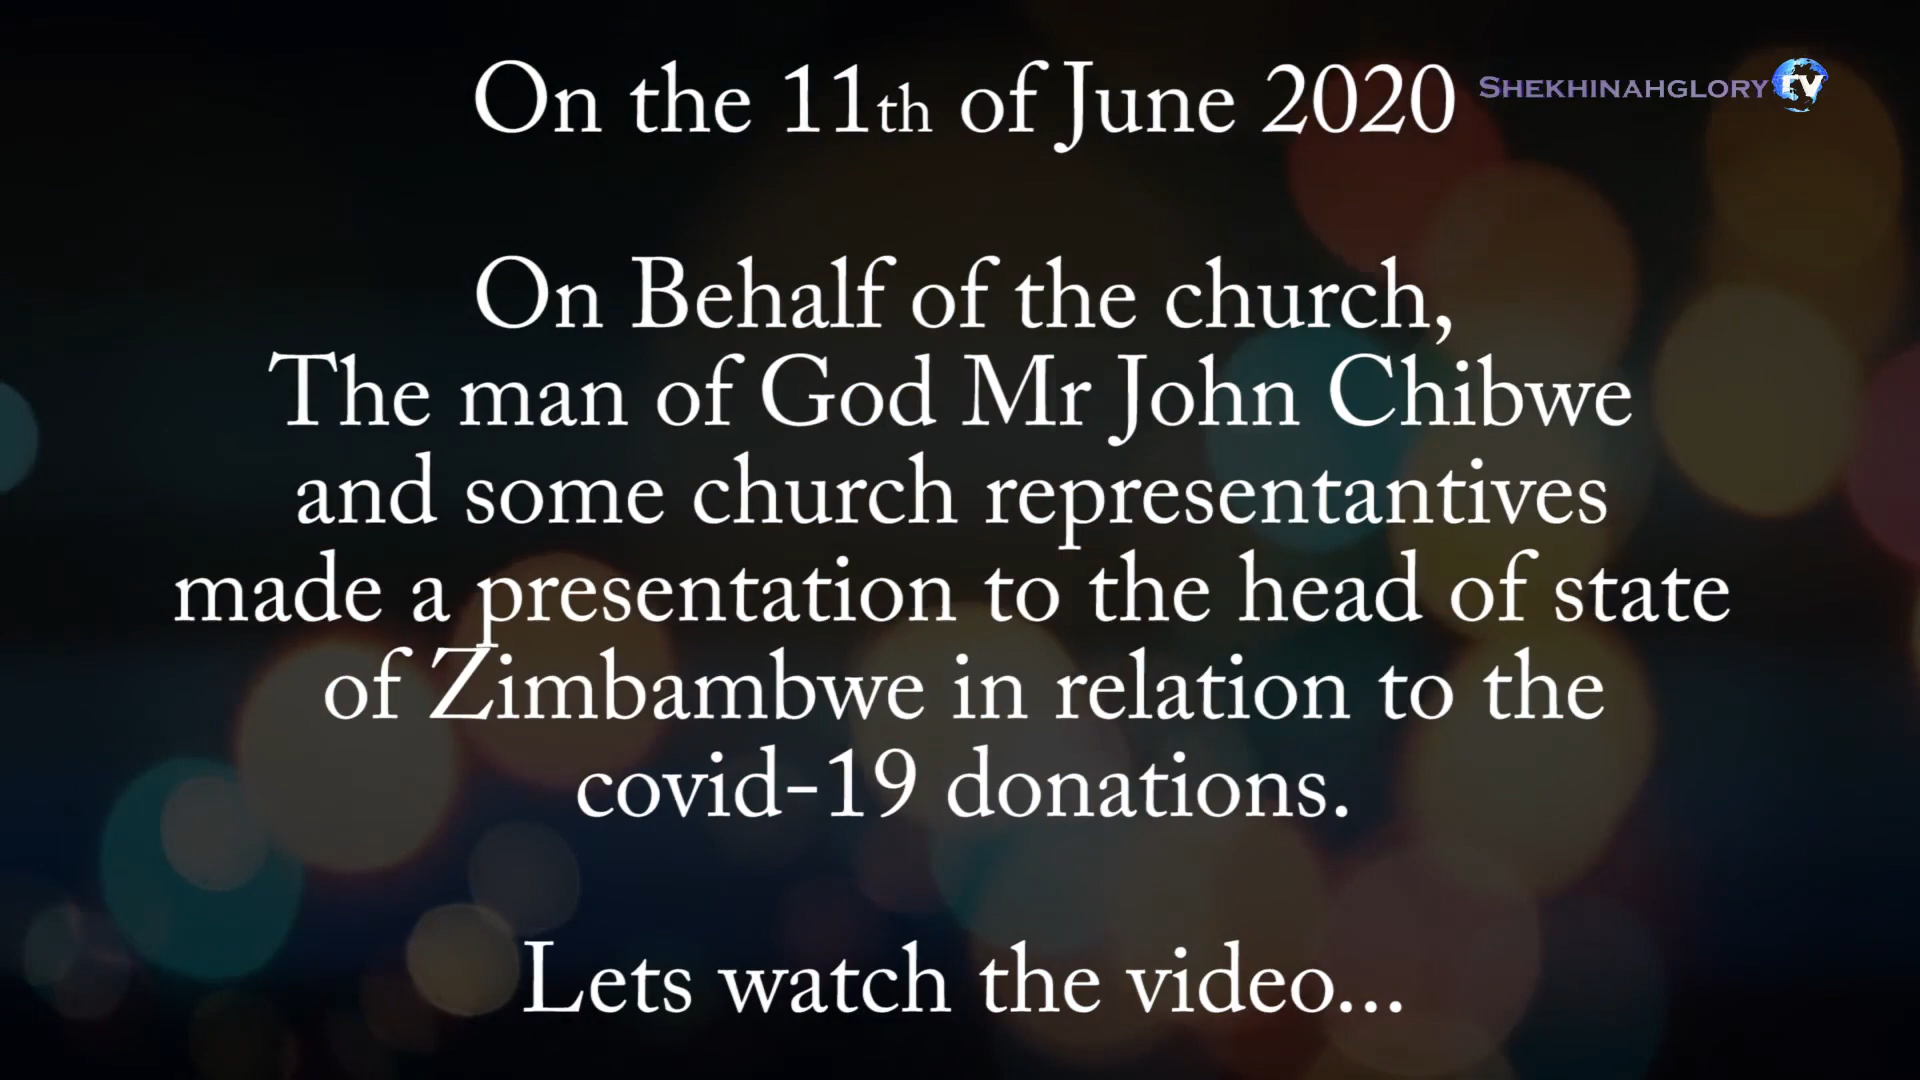 On the 11th of June 2020
SHEKHINAHGLORY TV
On Behalf of the church,
The man of God Mr John Chibwe
and some church representantives
made a presentation to the head of state
of Zimbambwe in relation to the
covid-19 donations.
Lets watch the video...